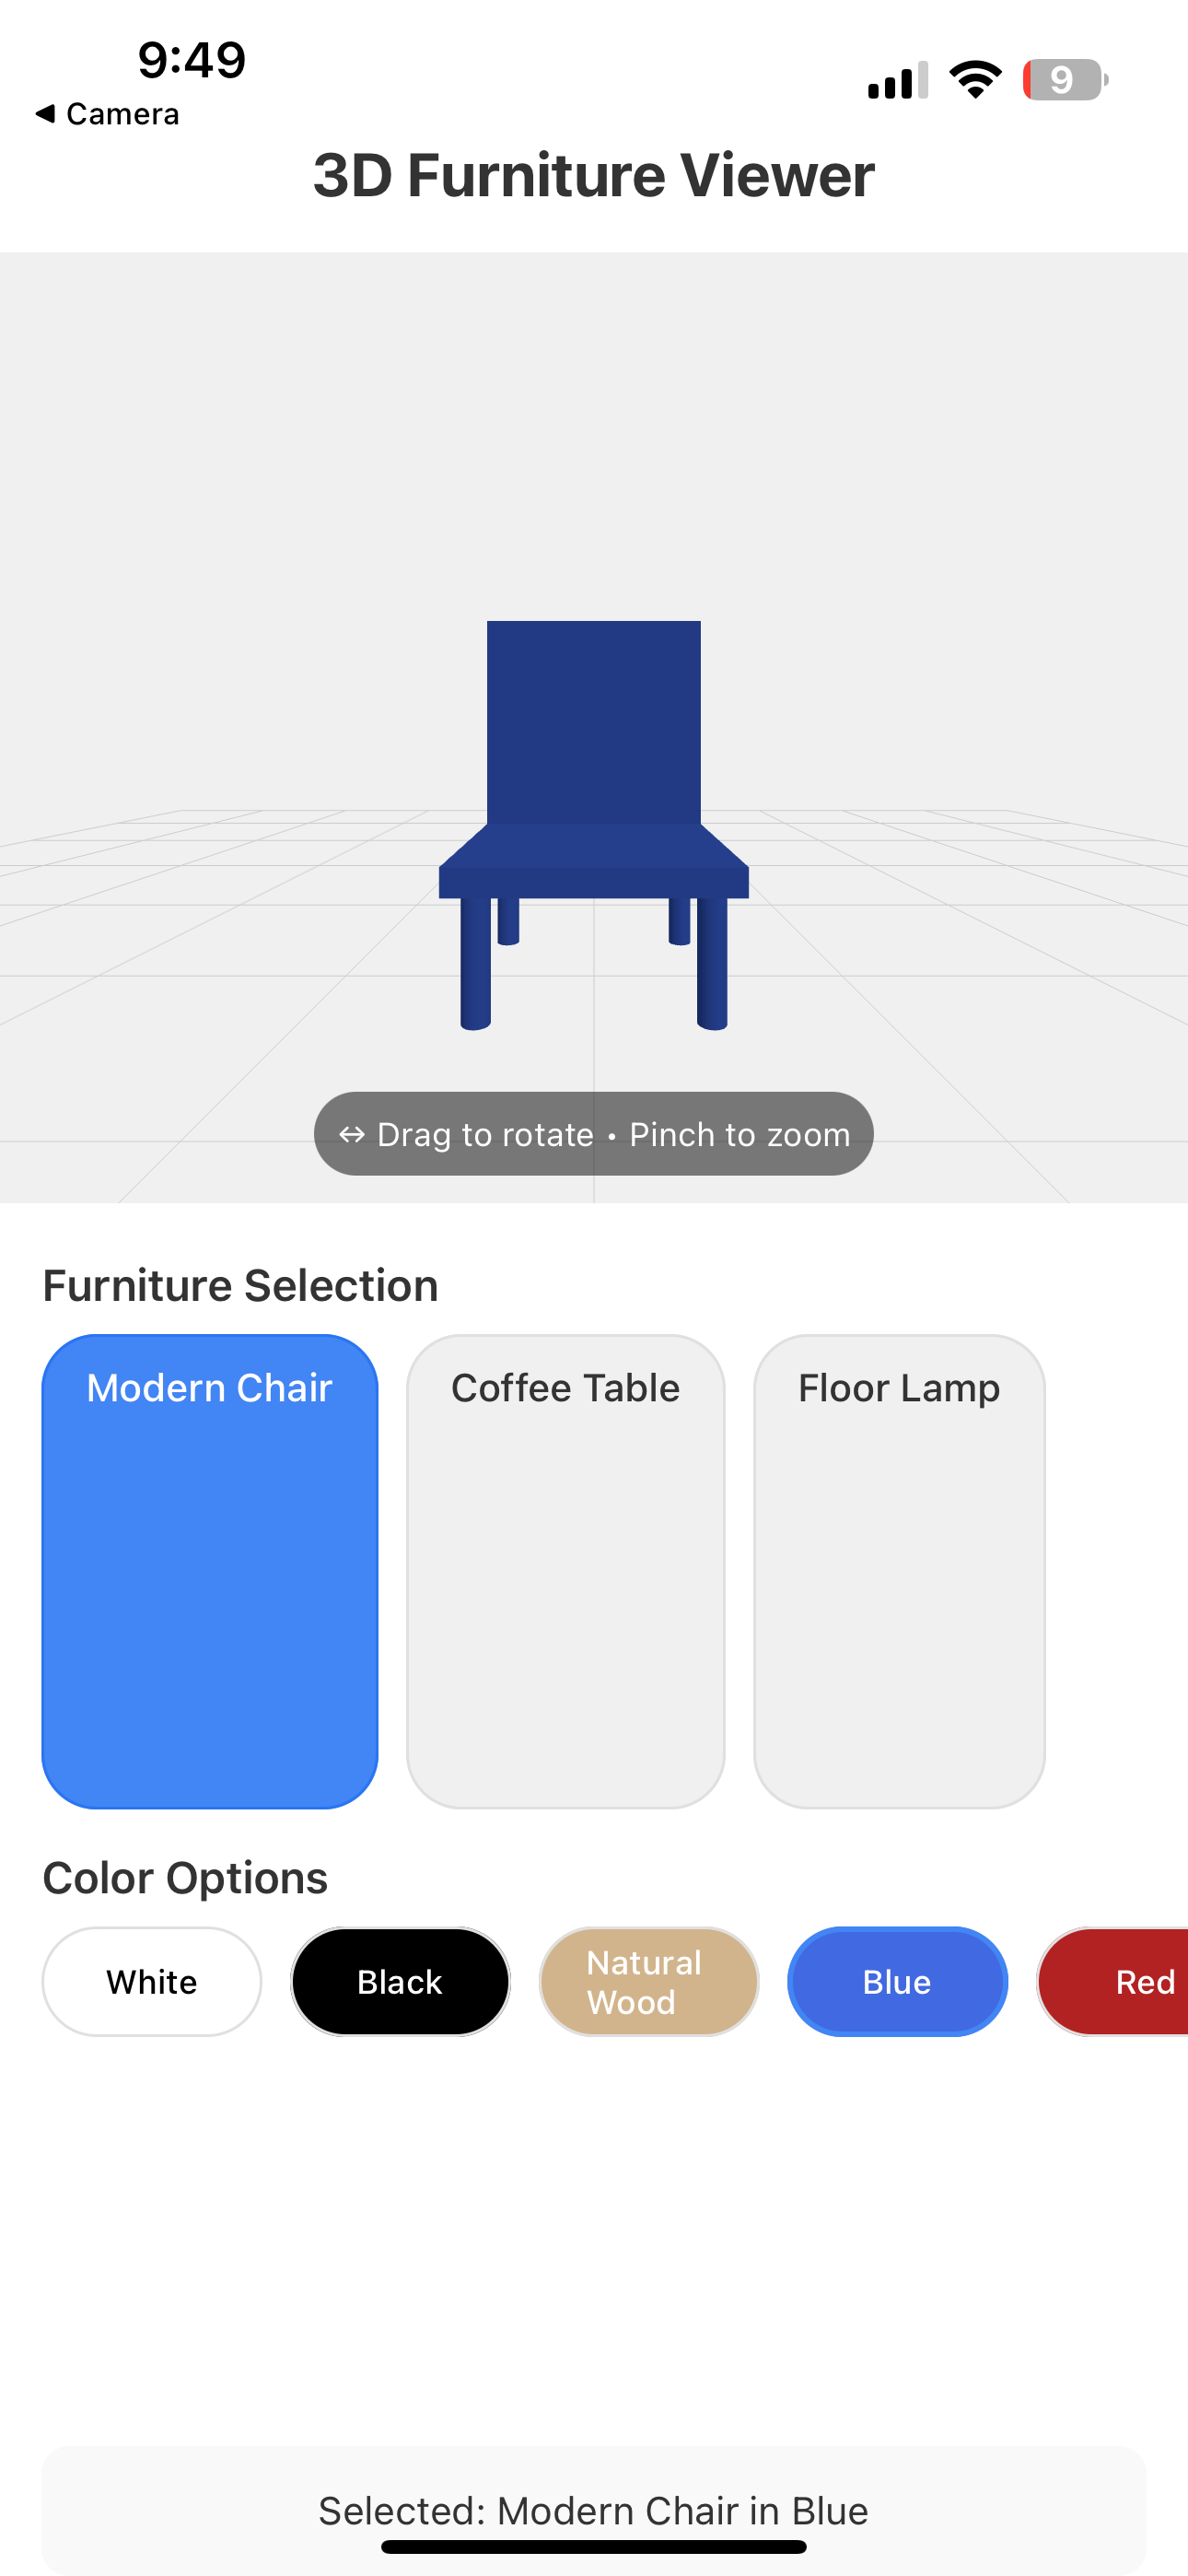 9:49
◀ Camera
9
3D Furniture Viewer
↔ Drag to rotate • Pinch to zoom
Furniture Selection
Modern Chair
Coffee Table
Floor Lamp
Color Options
White
Black
Natural
Wood
Blue
Red
Selected: Modern Chair in Blue